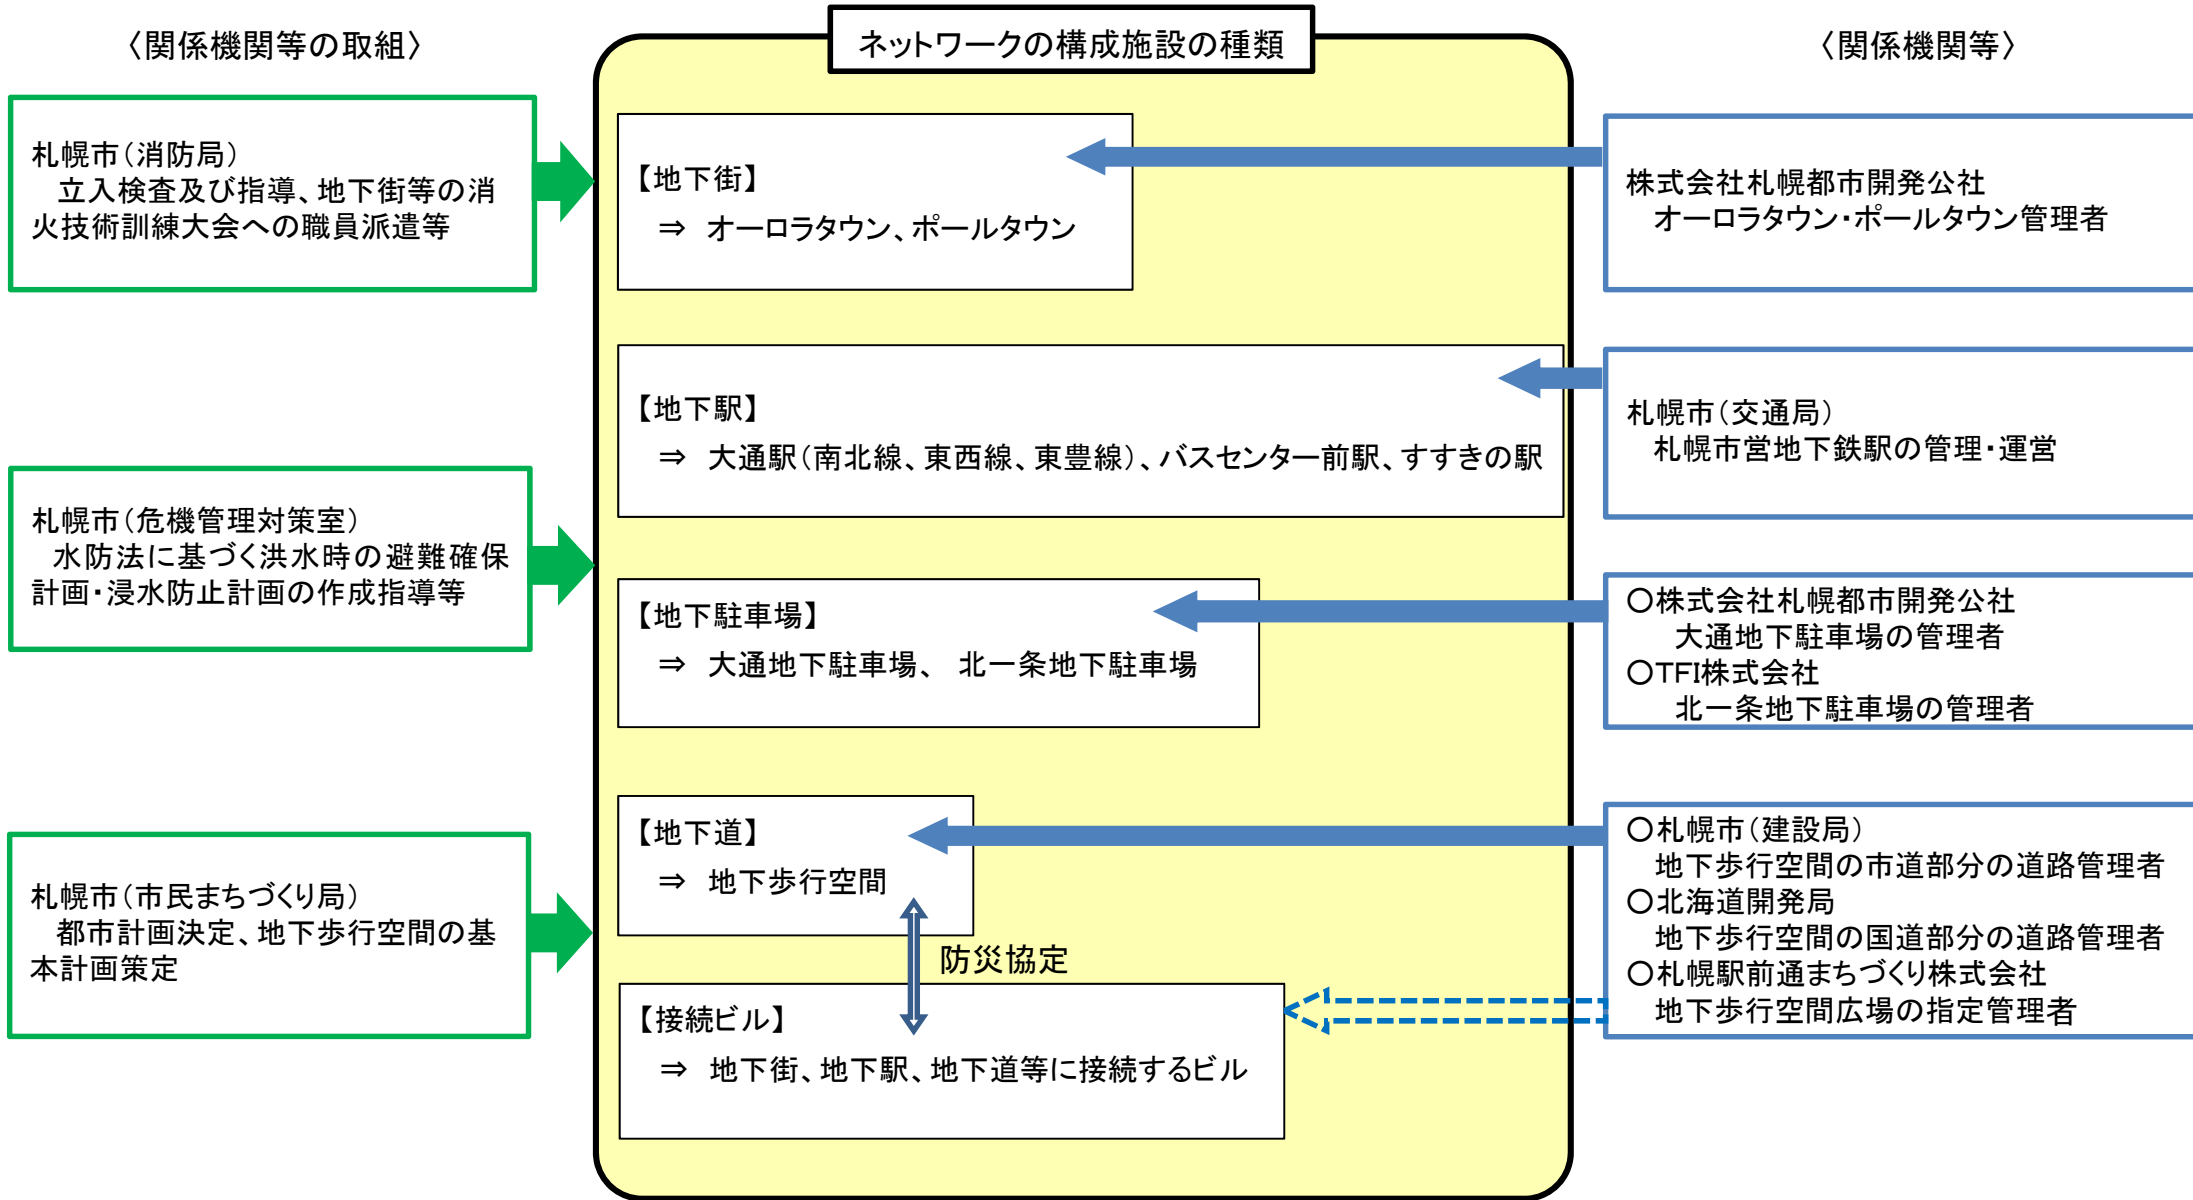 〈関係機関等の取組〉
札幌市(消防局)
立入検査及び指導、地下街等の消
火技術訓練大会への職員派遣等
札幌市(危機管理対策室)
水防法に基づく洪水時の避難確保
計画・浸水防止計画の作成指導等
札幌市(市民まちづくり局)
都市計画決定、地下歩行空間の基
本計画策定
ネットワークの構成施設の種類
【地下街】
⇒ オーロラタウン、ポールタウン
【地下駅】
⇒ 大通駅(南北線、東西線、東豊線)、バスセンター前駅、すすきの駅
【地下駐車場】
⇒ 大通地下駐車場、 北一条地下駐車場
【地下道】
⇒ 地下歩行空間
防災協定
【接続ビル】
⇒ 地下街、地下駅、地下道等に接続するビル
〈関係機関等〉
株式会社札幌都市開発公社
オーロラタウン・ポールタウン管理者
札幌市(交通局)
札幌市営地下鉄駅の管理・運営
○株式会社札幌都市開発公社
大通地下駐車場の管理者
○TFI株式会社
北一条地下駐車場の管理者
○札幌市(建設局)
地下歩行空間の市道部分の道路管理者
○北海道開発局
地下歩行空間の国道部分の道路管理者
○札幌駅前通まちづくり株式会社
地下歩行空間広場の指定管理者